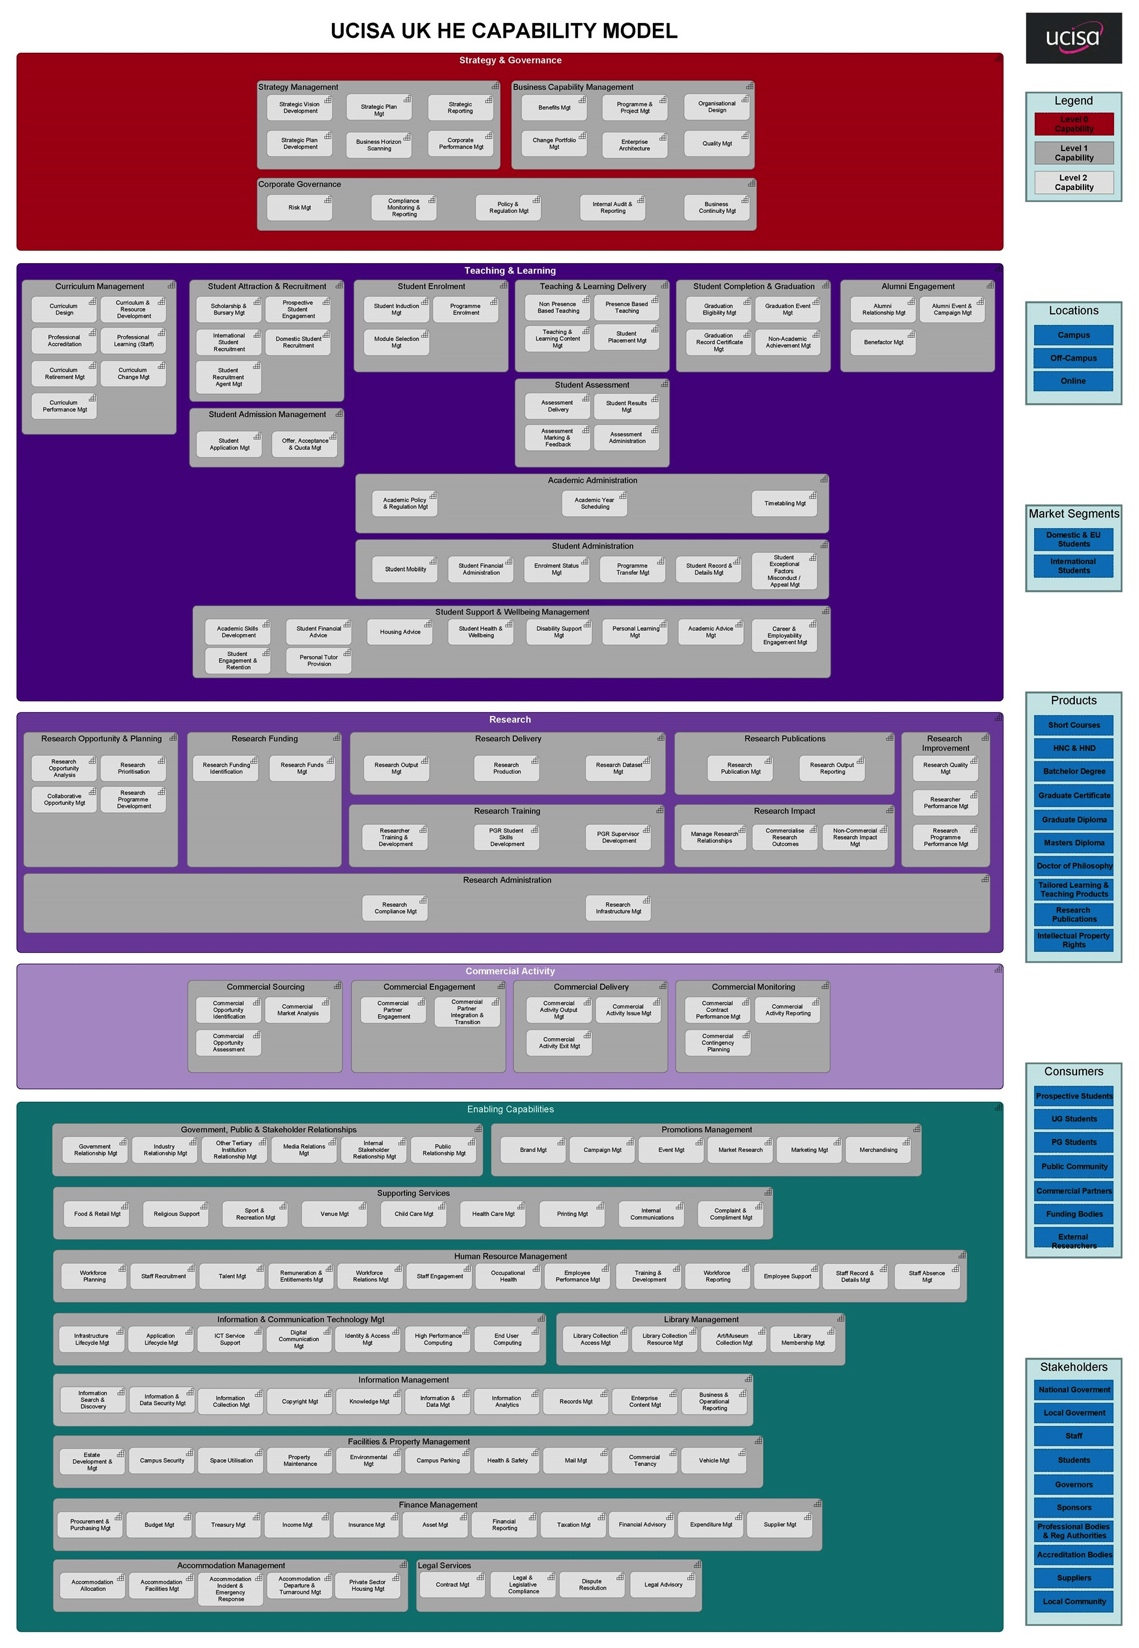 UCISA UK HE CAPABILITY MODEL
ucisa
Strategy & Governance
Strategy Management
Strategic Vision
Development
Strategic Plan
Mgt
Strategic
Reporting
Strategic Plan
Development
Business Horizon
Scanning
Corporate
Performance Mgt
Business Capability Management
Benefits Mgt
Programme &
Project Mgt
Organisational
Design
Change Portfolio
Mgt
Enterprise
Architecture
Quality Mgt
Corporate Governance
Risk Mgt
Compliance
Monitoring &
Reporting
Policy &
Regulation Mgt
Internal Audit &
Reporting
Business
Continuity Mgt
Teaching & Learning
Curriculum Management
Curriculum
Design
Curriculum &
Resource
Development
Professional
Accreditation
Professional
Learning (Staff)
Curriculum
Retirement Mgt
Curriculum
Change Mgt
Curriculum
Performance Mgt
Student Attraction & Recruitment
Scholarship &
Bursary Mgt
Prospective
Student
Engagement
International
Student
Recruitment
Domestic Student
Recruitment
Student
Recruitment
Agent Mgt
Student Admission Management
Student
Application Mgt
Offer, Acceptance
& Quota Mgt
Student Enrolment
Student Induction
Mgt
Programme
Enrolment
Module Selection
Mgt
Teaching & Learning Delivery
Non Presence
Based Teaching
Presence Based
Teaching
Teaching &
Learning Content
Mgt
Student
Placement Mgt
Student Assessment
Assessment
Delivery
Student Results
Mgt
Assessment
Marking &
Feedback
Assessment
Administration
Student Completion & Graduation
Graduation
Eligibility Mgt
Graduation Event
Mgt
Graduation
Record Certificate
Mgt
Non-Academic
Achievement Mgt
Alumni Engagement
Alumni
Relationship Mgt
Alumni Event &
Campaign Mgt
Benefactor Mgt
Academic Administration
Academic Policy
& Regulation Mgt
Academic Year
Scheduling
Timetabling Mgt
Student Administration
Student Mobility
Student Financial
Administration
Enrolment Status
Mgt
Programme
Transfer Mgt
Student Record &
Details Mgt
Student
Exceptional
Factors
Misconduct /
Appeal Mgt
Student Support & Wellbeing Management
Academic Skills
Development
Student Financial
Advice
Housing Advice
Student Health &
Wellbeing
Disability Support
Mgt
Personal Learning
Mgt
Academic Advice
Mgt
Career &
Employability
Engagement Mgt
Student
Engagement &
Retention
Personal Tutor
Provision
Research
Research Opportunity & Planning
Research
Opportunity
Analysis
Research
Prioritisation
Collaborative
Opportunity Mgt
Research
Programme
Development
Research Funding
Research Funding
Identification
Research Funds
Mgt
Research Delivery
Research Output
Mgt
Research
Production
Research Dataset
Mgt
Research Training
Researcher
Training &
Development
PGR Student
Skills
Development
PGR Supervisor
Development
Research Publications
Research
Publication Mgt
Research Output
Reporting
Research Impact
Manage Research
Relationships
Commercialise
Research
Outcomes
Non-Commercial
Research Impact
Mgt
Research
Improvement
Research Quality
Mgt
Researcher
Performance Mgt
Research
Programme
Performance Mgt
Research Administration
Research
Compliance Mgt
Research
Infrastructure Mgt
Commercial Activity
Commercial Sourcing
Commercial
Opportunity
Identification
Commercial
Market Analysis
Commercial
Opportunity
Assessment
Commercial Engagement
Commercial
Partner
Engagement
Commercial
Partner
Integration &
Transition
Commercial Delivery
Commercial
Activity Output
Mgt
Commercial
Activity Issue Mgt
Commercial
Activity Exit Mgt
Commercial Monitoring
Commercial
Contract
Performance Mgt
Commercial
Activity Reporting
Commercial
Contingency
Planning
Enabling Capabilities
Government, Public & Stakeholder Relationships
Government
Relationship Mgt
Industry
Relationship Mgt
Other Tertiary
Institution
Relationship Mgt
Media Relations
Mgt
Internal
Stakeholder
Relationship Mgt
Public
Relationship Mgt
Promotions Management
Brand Mgt
Campaign Mgt
Event Mgt
Market Research
Marketing Mgt
Merchandising
Supporting Services
Food & Retail Mgt
Religious Support
Sport &
Recreation Mgt
Venue Mgt
Child Care Mgt
Health Care Mgt
Printing Mgt
Internal
Communications
Complaint &
Compliment Mgt
Human Resource Management
Workforce
Planning
Staff Recruitment
Talent Mgt
Remuneration &
Entitlements Mgt
Workforce
Relations Mgt
Staff Engagement
Occupational
Health
Employee
Performance Mgt
Training &
Development
Workforce
Reporting
Employee Support
Staff Record &
Details Mgt
Staff Absence
Mgt
Information & Communication Technology Mgt
Infrastructure
Lifecycle Mgt
Application
Lifecycle Mgt
ICT Service
Support
Digital
Communication
Mgt
Identity & Access
Mgt
High Performance
Computing
End User
Computing
Library Management
Library Collection
Access Mgt
Library Collection
Resource Mgt
Art/Museum
Collection Mgt
Library
Membership Mgt
Information Management
Information
Search &
Discovery
Information &
Data Security Mgt
Information
Collection Mgt
Copyright Mgt
Knowledge Mgt
Information &
Data Mgt
Information
Analytics
Records Mgt
Enterprise
Content Mgt
Business &
Operational
Reporting
Facilities & Property Management
Estate
Development &
Mgt
Campus Security
Space Utilisation
Property
Maintenance
Environmental
Mgt
Campus Parking
Health & Safety
Mail Mgt
Commercial
Tenancy
Vehicle Mgt
Finance Management
Procurement &
Purchasing Mgt
Budget Mgt
Treasury Mgt
Income Mgt
Insurance Mgt
Asset Mgt
Financial
Reporting
Taxation Mgt
Financial Advisory
Expenditure Mgt
Supplier Mgt
Accommodation Management
Accommodation
Allocation
Accommodation
Facilities Mgt
Accommodation
Incident &
Emergency
Response
Accommodation
Departure &
Turnaround Mgt
Private Sector
Housing Mgt
Legal Services
Contract Mgt
Legal &
Legislative
Compliance
Dispute
Resolution
Legal Advisory
Legend
Level 0
Capability
Level 1
Capability
Level 2
Capability
Locations
Campus
Off-Campus
Online
Market Segments
Domestic & EU
Students
International
Students
Products
Short Courses
HNC & HND
Batchelor Degree
Graduate Certificate
Graduate Diploma
Masters Diploma
Doctor of Philosophy
Tailored Learning &
Teaching Products
Research
Publications
Intellectual Property
Rights
Consumers
Prospective Students
UG Students
PG Students
Public Community
Commercial Partners
Funding Bodies
External
Researchers
Stakeholders
National Goverment
Local Goverment
Staff
Students
Governors
Sponsors
Professional Bodies
& Reg Authorities
Accreditation Bodies
Suppliers
Local Community